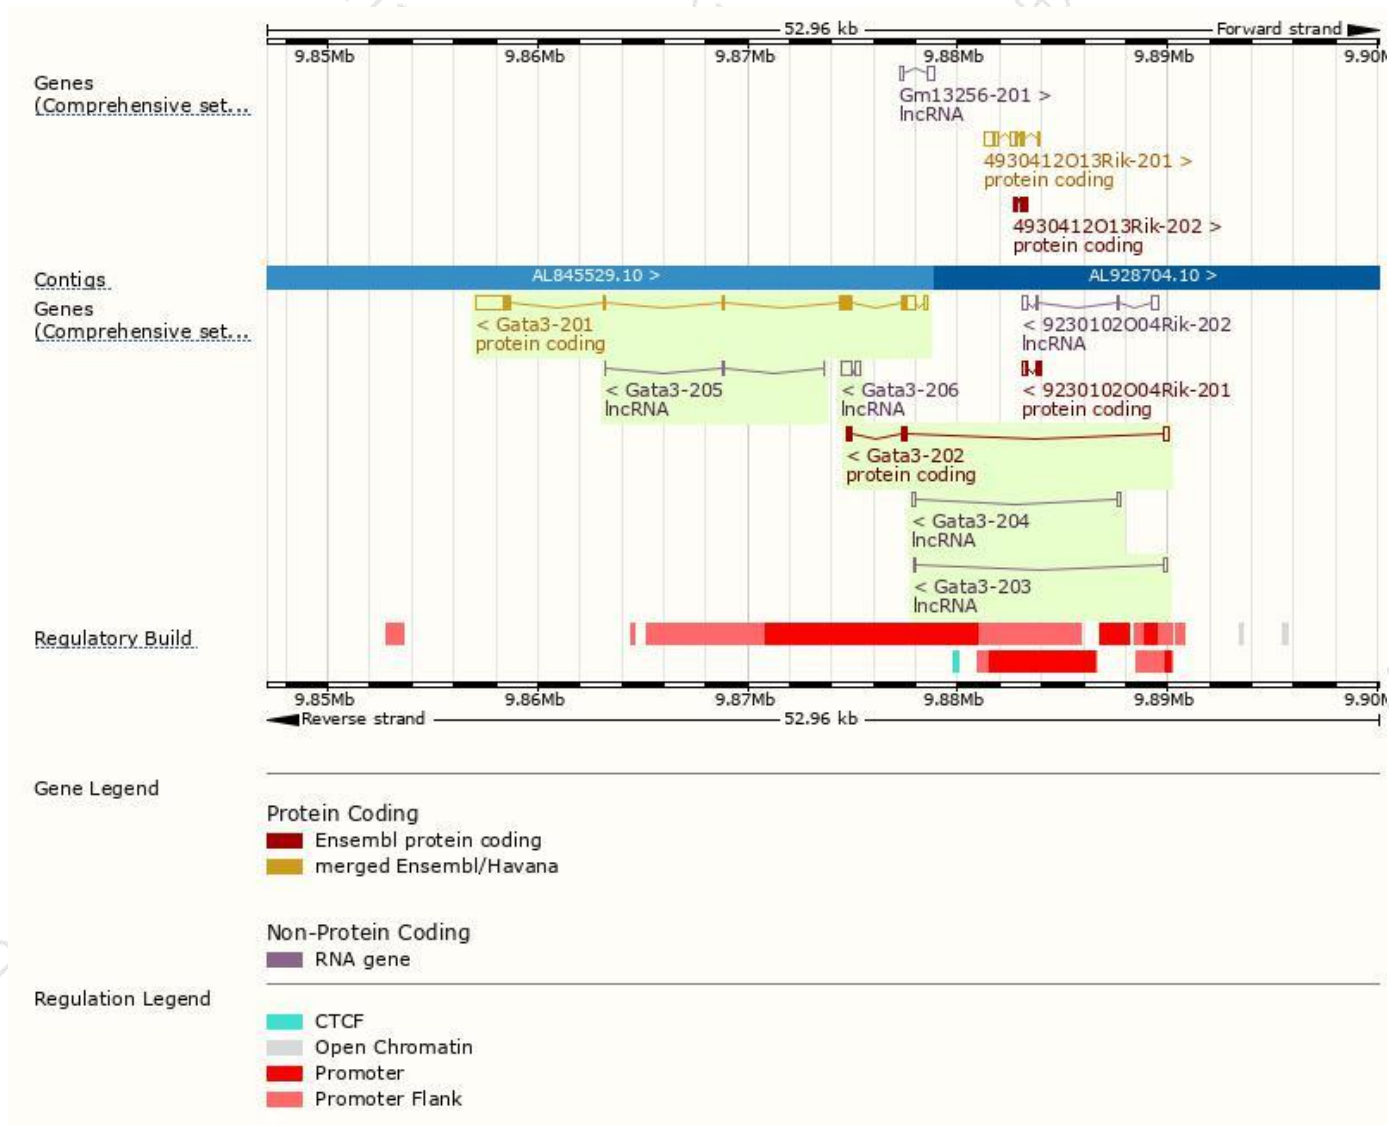 52.96 kb
Forward strand
9.85Mb 9.86Mb 9.87Mb 9.88Mb 9.89Mb 9.90M
Genes
(Comprehensive set...
Gm13256-201 >
lncRNA
4930412O13Rik-201 >
protein coding
4930412O13Rik-202 >
protein coding
Contigs
AL845529.10 >
AL928704.10 >
Genes
(Comprehensive set...
< Gata3-201
protein coding
< 9230102O04Rik-202
lncRNA
< Gata3-205
lncRNA
< Gata3-206
lncRNA
< 9230102O04Rik-201
protein coding
< Gata3-202
protein coding
< Gata3-204
lncRNA
< Gata3-203
lncRNA
Regulatory Build
9.85Mb 9.86Mb 9.87Mb 9.88Mb 9.89Mb 9.90M
Reverse strand
52.96 kb
Gene Legend
Protein Coding
Ensembl protein coding
merged Ensembl/Havana
Non-Protein Coding
RNA gene
Regulation Legend
CTCF
Open Chromatin
Promoter
Promoter Flank